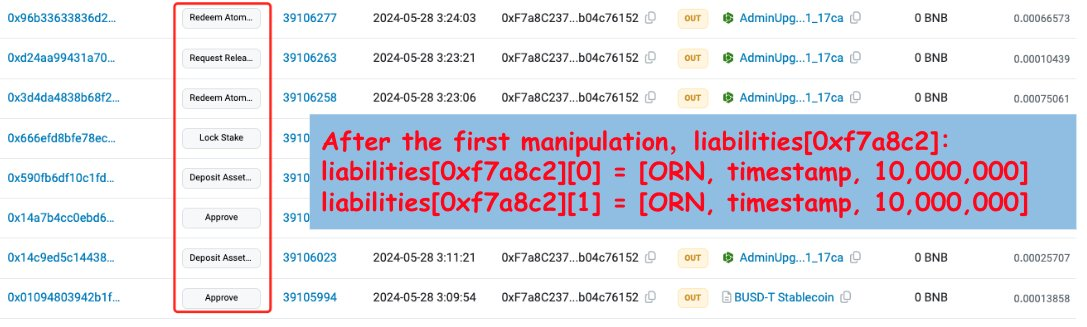 0x96b33633836d2... Redeem Atom... 39106277 2024-05-28 3:24:03 0xF7a8C237...b04c76152 OUT AdminUpg...1_17ca 0 BNB 0.00066573
0xd24aa99431a70... Request Relea... 39106263 2024-05-28 3:23:21 0xF7a8C237...b04c76152 OUT AdminUpg...1_17ca 0 BNB 0.00010439
0x3d4da4838b68f2... Redeem Atom... 39106258 2024-05-28 3:23:06 0xF7a8C237...b04c76152 OUT AdminUpg...1_17ca 0 BNB 0.00075061
0x666efd8bfe78ec... Lock Stake 3910
After the first manipulation, liabilities[0xf7a8c2]:
liabilities[0xf7a8c2][0] = [ORN, timestamp, 10,000,000]
liabilities[0xf7a8c2][1] = [ORN, timestamp, 10,000,000]
0x590fb6df10c1fd... Deposit Asset... 3910
0x14a7b4cc0ebd6... Approve 3910
0x14c9ed5c14438... Deposit Asset... 39106023 2024-05-28 3:11:21 0xF7a8C237...b04c76152 OUT AdminUpg...1_17ca 0 BNB 0.00025707
0x01094803942b1f... Approve 39105994 2024-05-28 3:09:54 0xF7a8C237...b04c76152 OUT BUSD-T Stablecoin 0 BNB 0.00013858